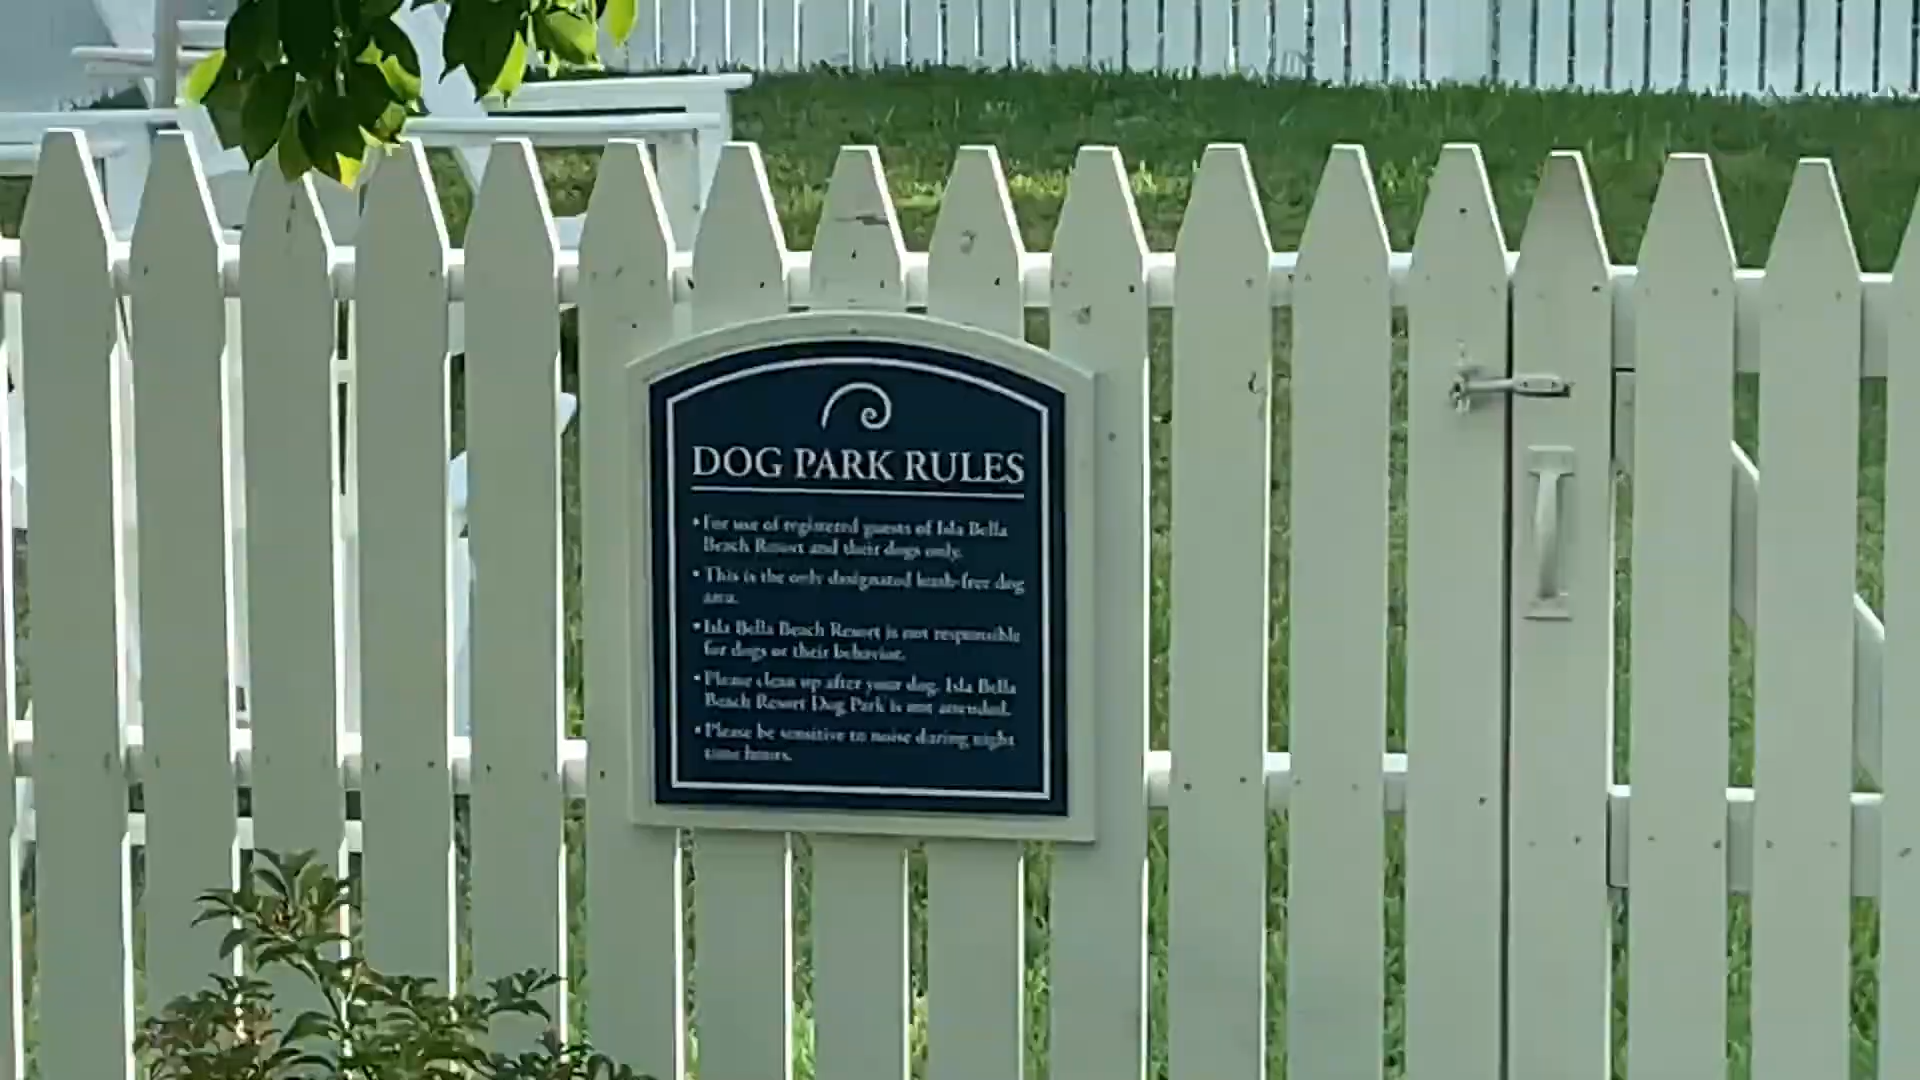 DOG PARK RULES
• For use of registered guests of Isla Bella
Beach Resort and their dogs only.
• This is the only designated leash-free dog
area.
• Isla Bella Beach Resort is not responsible
for dogs or their behavior.
• Please clean up after your dog. Isla Bella
Beach Resort Dog Park is not attended.
• Please be sensitive to noise during night
time hours.